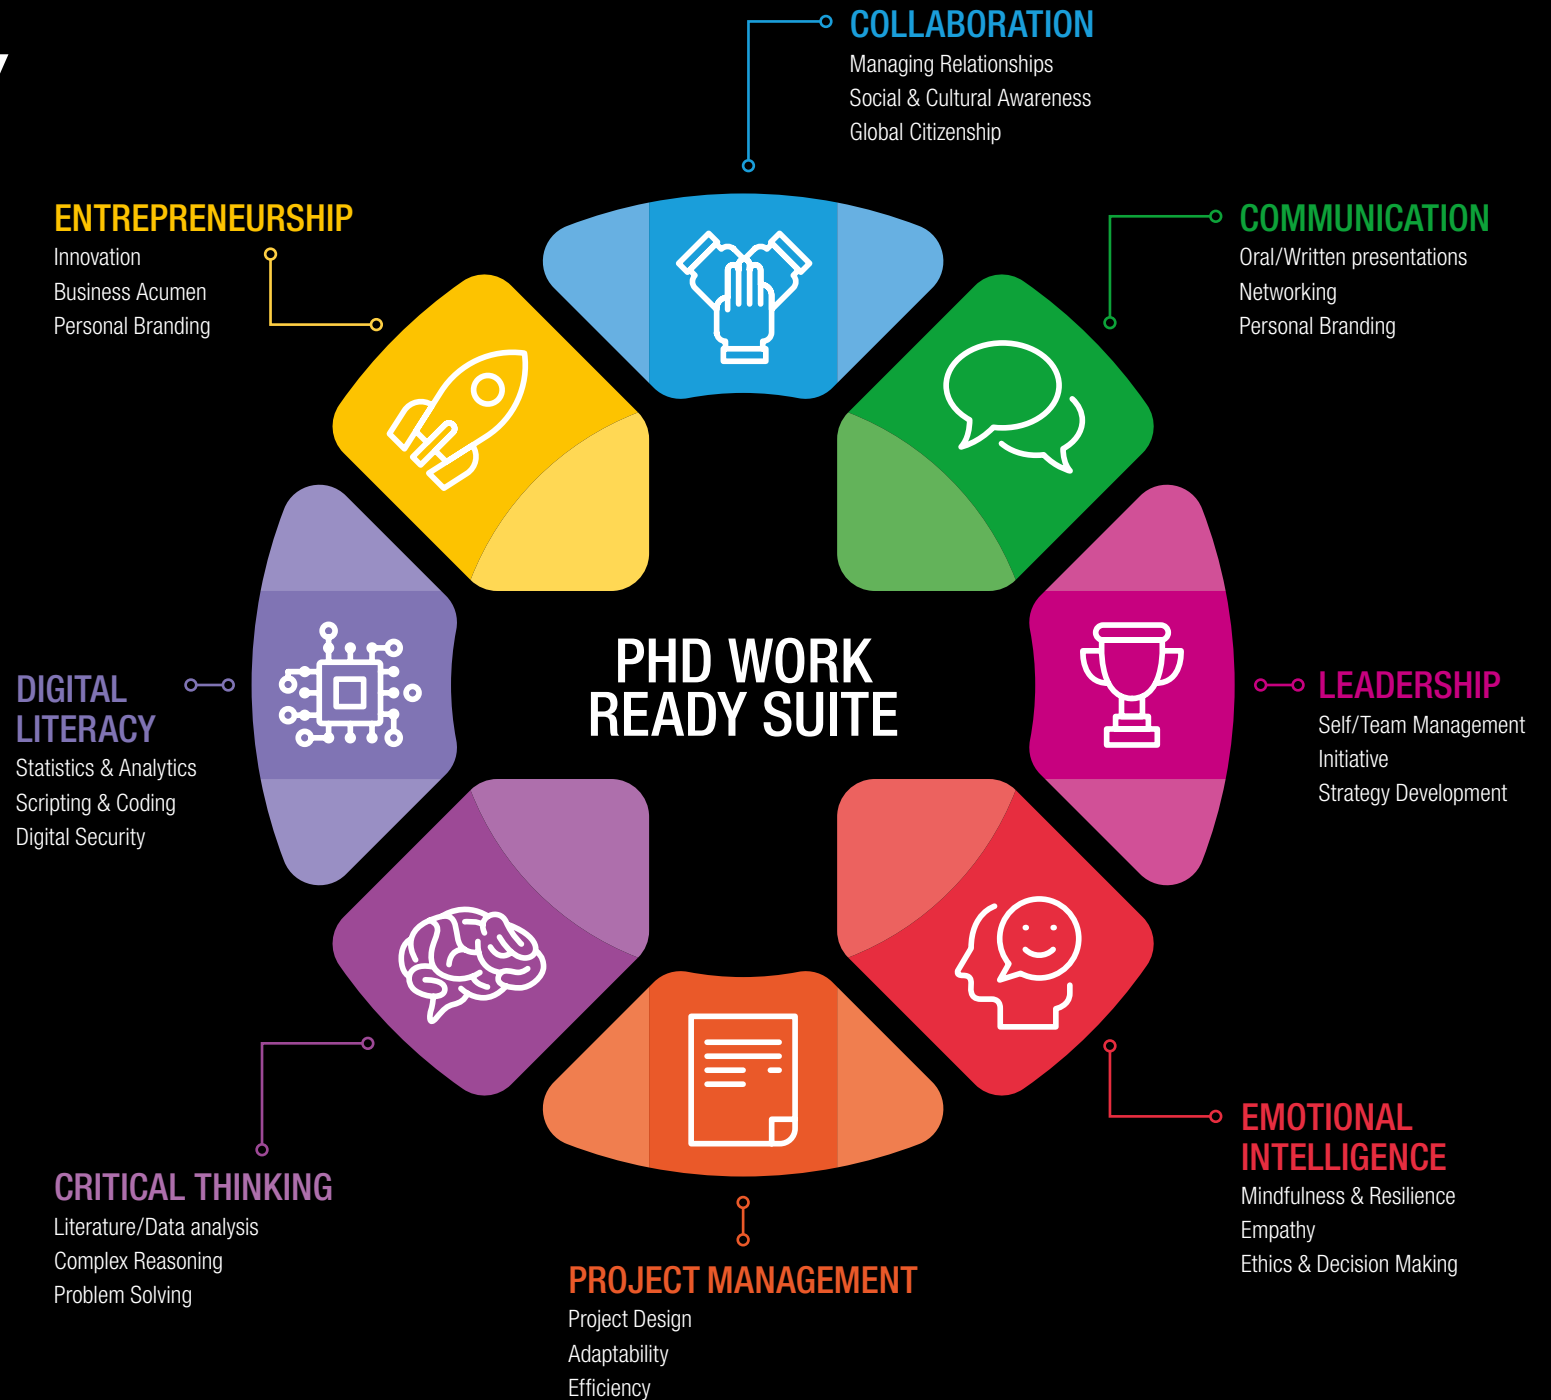 COLLABORATION
Managing Relationships
Social & Cultural Awareness
Global Citizenship
COMMUNICATION
Oral/Written presentations
Networking
Personal Branding
LEADERSHIP
Self/Team Management
Initiative
Strategy Development
EMOTIONAL
INTELLIGENCE
Mindfulness & Resilience
Empathy
Ethics & Decision Making
PROJECT MANAGEMENT
Project Design
Adaptability
Efficiency
CRITICAL THINKING
Literature/Data analysis
Complex Reasoning
Problem Solving
DIGITAL
LITERACY
Statistics & Analytics
Scripting & Coding
Digital Security
ENTREPRENEURSHIP
Innovation
Business Acumen
Personal Branding
PHD WORK
READY SUITE